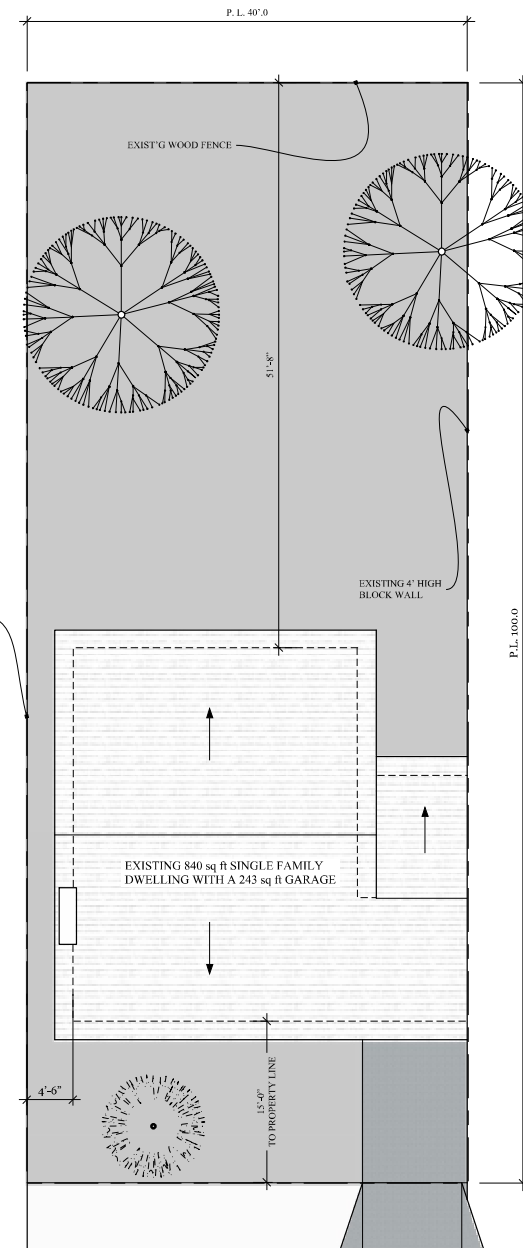 P. L. 40'.0
EXIST'G WOOD FENCE
51'-8"
EXISTING 4' HIGH
BLOCK WALL
P.L. 100.0
EXISTING 840 sq ft SINGLE FAMILY
DWELLING WITH A 243 sq ft GARAGE
4'-6"
15'-0"
TO PROPERTY LINE